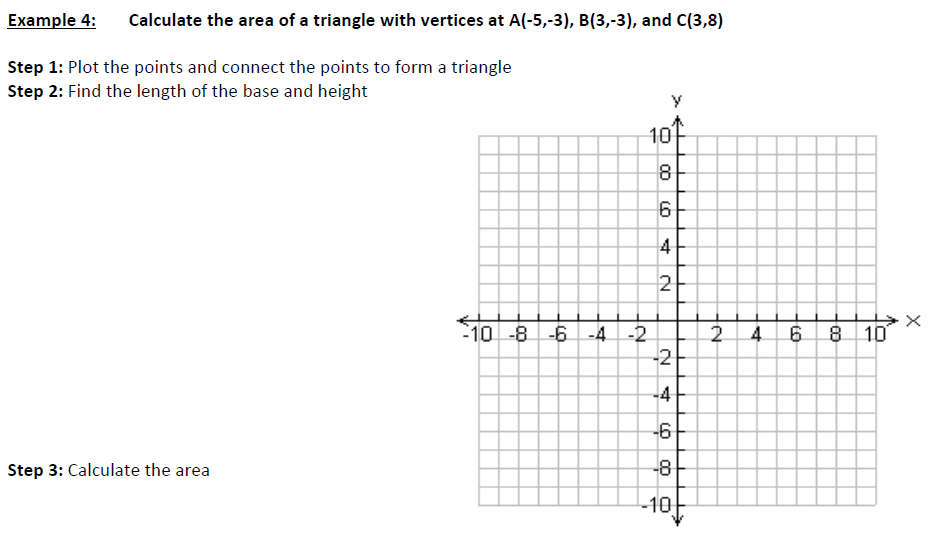 Example 4: Calculate the area of a triangle with vertices at A(-5,-3), B(3,-3), and C(3,8)
Step 1: Plot the points and connect the points to form a triangle
Step 2: Find the length of the base and height
y
10
8
6
4
2
-10 -8 -6 -4 -2 2 4 6 8 10 x
-2
-4
-6
-8
-10
Step 3: Calculate the area